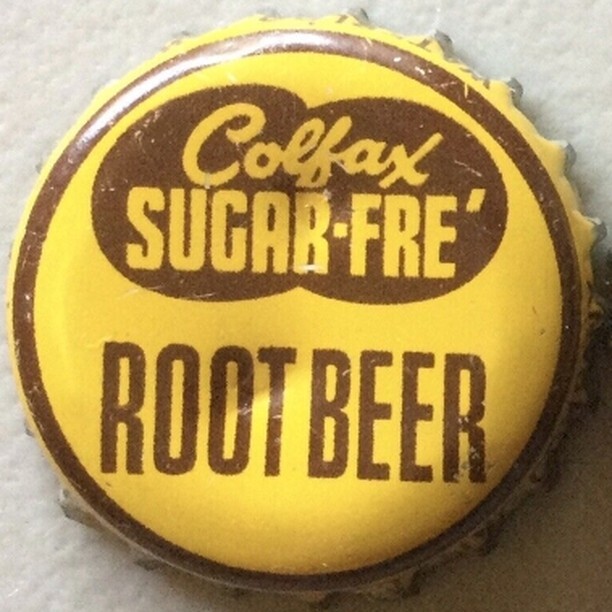 Colfax
SUGAR-FRE´
ROOT BEER